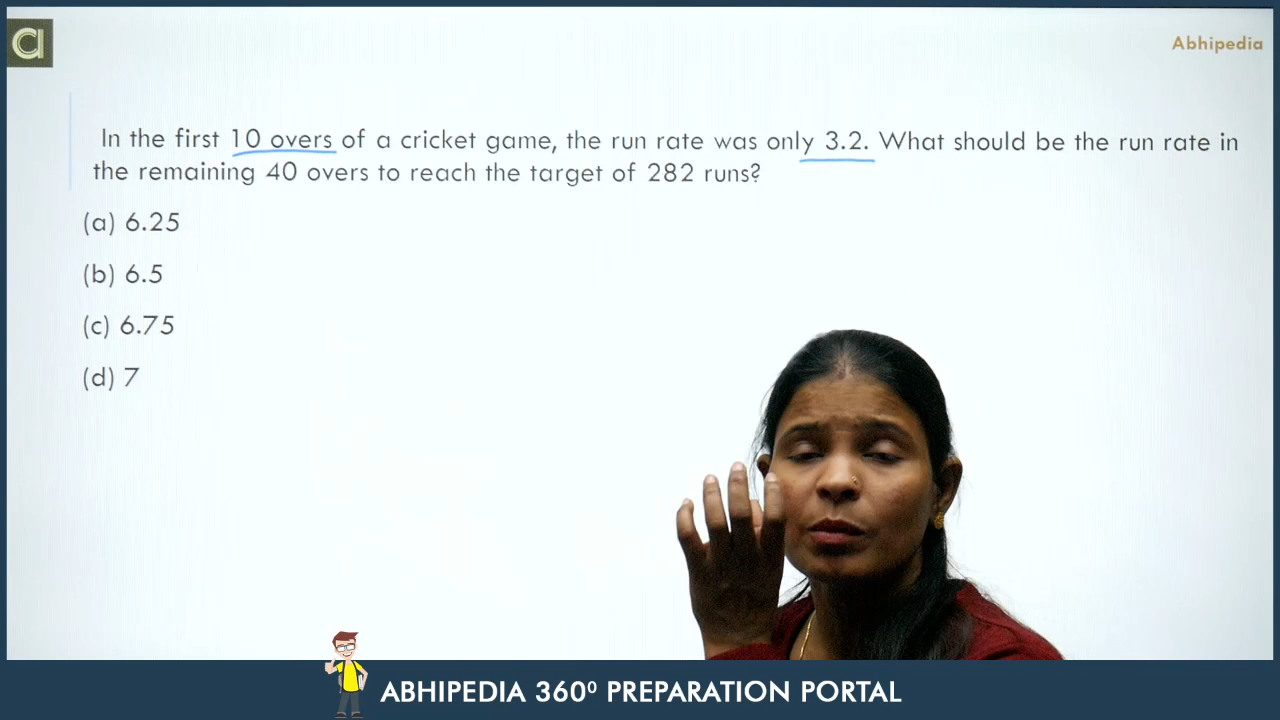 Abhipedia
In the first 10 overs of a cricket game, the run rate was only 3.2. What should be the run rate in
the remaining 40 overs to reach the target of 282 runs?
(a) 6.25
(b) 6.5
(c) 6.75
(d) 7
ABHIPEDIA 360⁰ PREPARATION PORTAL